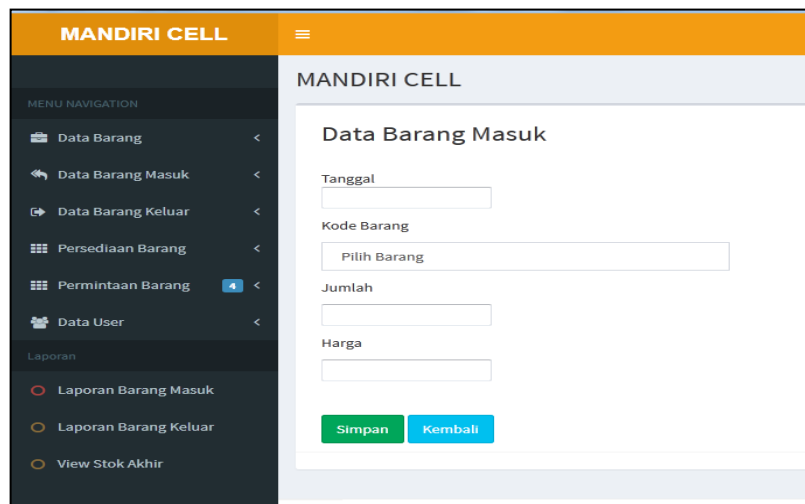 MANDIRI CELL
MENU NAVIGATION
Data Barang
Data Barang Masuk
Data Barang Keluar
Persediaan Barang
Permintaan Barang 4
Data User
Laporan
Laporan Barang Masuk
Laporan Barang Keluar
View Stok Akhir
MANDIRI CELL
Data Barang Masuk
Tanggal
Kode Barang
Pilih Barang
Jumlah
Harga
Simpan Kembali